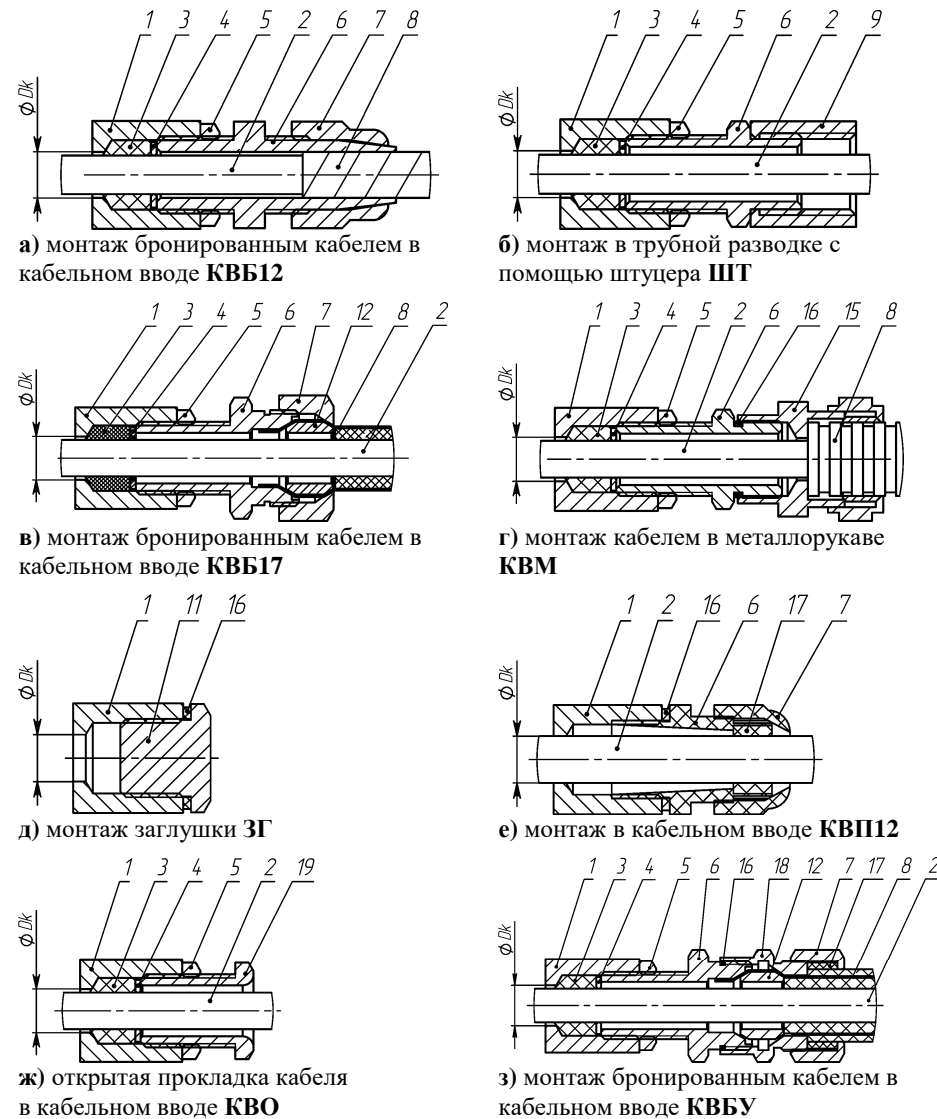 1 3 4 5 2 6 7 8
ϕ Dk
а) монтаж бронированным кабелем в
кабельном вводе КВБ12
1 3 4 5 6 2 9
ϕ Dk
б) монтаж в трубной разводке с
помощью штуцера ШТ
1 3 4 5 6 7 12 8 2
ϕ Dk
в) монтаж бронированным кабелем в
кабельном вводе КВБ17
1 3 4 5 2 6 16 15 8
ϕ Dk
г) монтаж кабелем в металлорукаве
КВМ
1 11 16
ϕ Dk
д) монтаж заглушки ЗГ
1 2 16 6 17 7
ϕ Dk
е) монтаж в кабельном вводе КВП12
1 3 4 5 2 19
ϕ Dk
ж) открытая прокладка кабеля
в кабельном вводе КВО
1 3 4 5 6 16 18 12 7 17 8 2
ϕ Dk
з) монтаж бронированным кабелем в
кабельном вводе КВБУ